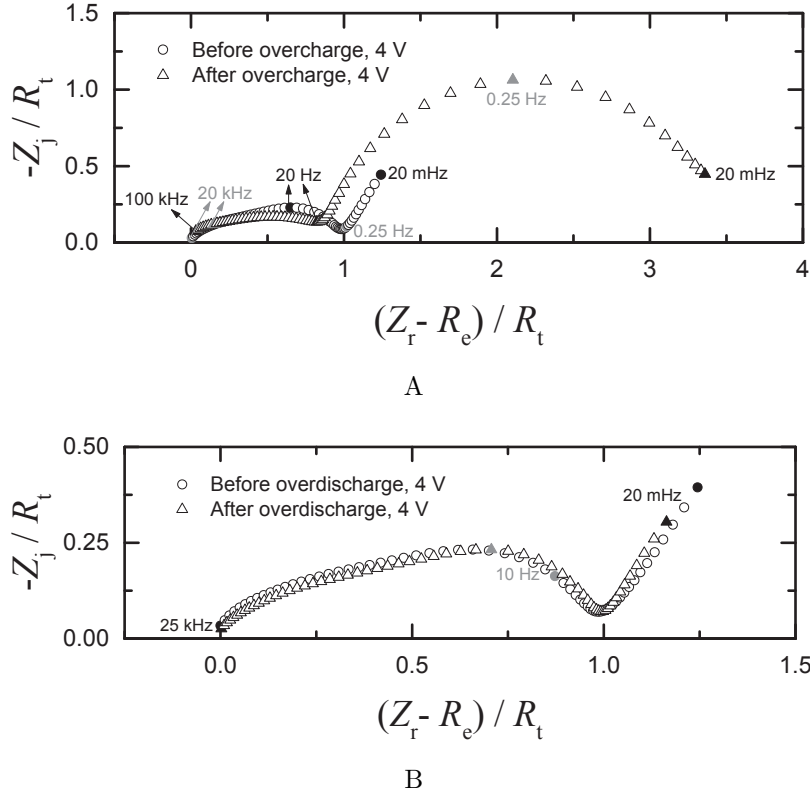 1.5
○ Before overcharge, 4 V
△ After overcharge, 4 V
1.0
0.25 Hz
-Z_j / R_t
0.5
20 Hz
20 kHz
100 kHz
20 mHz
20 mHz
0.25 Hz
0.0
0 1 2 3 4
(Z_r - R_e) / R_t
A
0.50
○ Before overdischarge, 4 V
△ After overdischarge, 4 V
20 mHz
-Z_j / R_t
0.25
10 Hz
25 kHz
0.00
0.0 0.5 1.0 1.5
(Z_r - R_e) / R_t
B